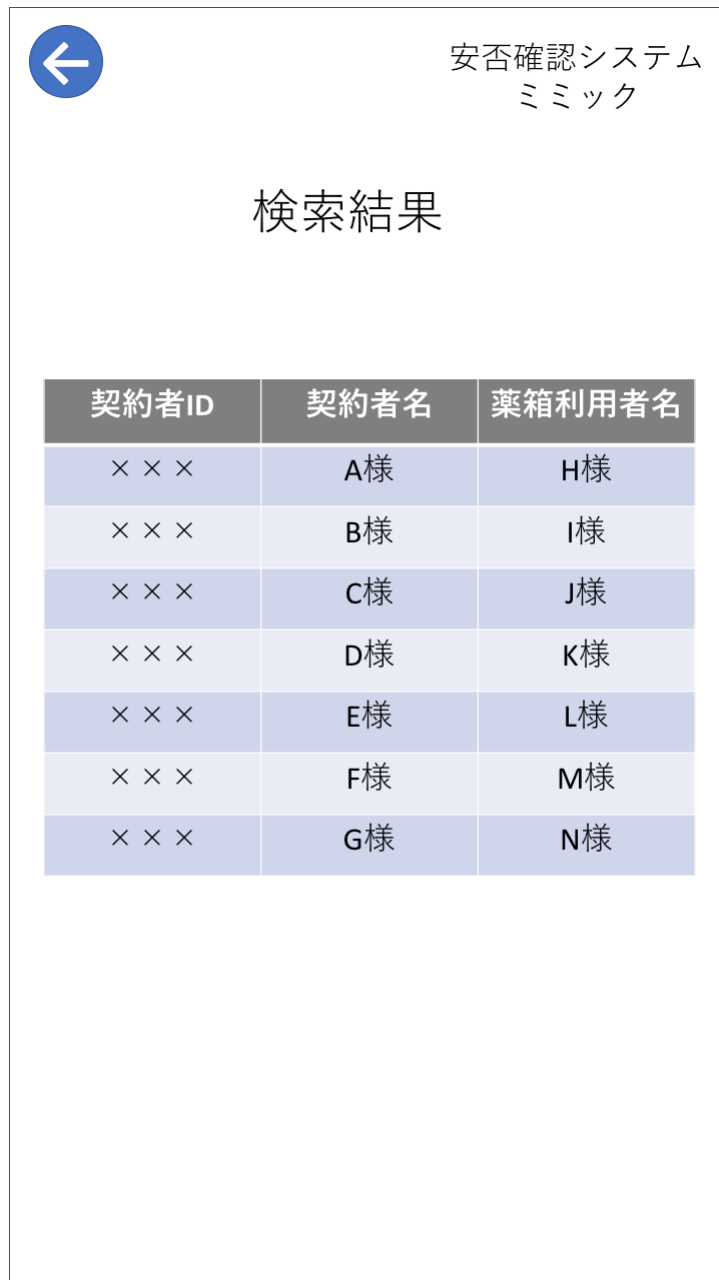 安否確認システム
ミミック
検索結果
契約者ID 契約者名 薬箱利用者名
××× A様 H様
××× B様 I様
××× C様 J様
××× D様 K様
××× E様 L様
××× F様 M様
××× G様 N様